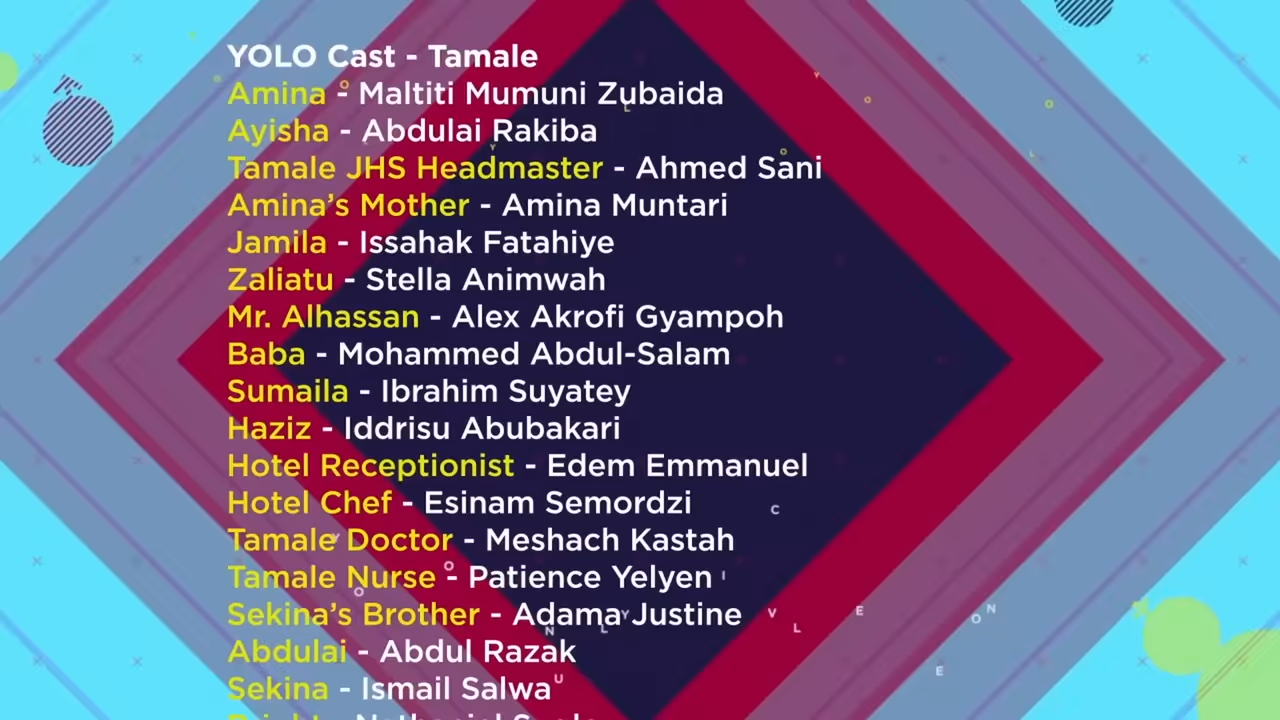 YOLO Cast - Tamale
Amina - Maltiti Mumuni Zubaida
Ayisha - Abdulai Rakiba
Tamale JHS Headmaster - Ahmed Sani
Amina’s Mother - Amina Muntari
Jamila - Issahak Fatahiye
Zaliatu - Stella Animwah
Mr. Alhassan - Alex Akrofi Gyampoh
Baba - Mohammed Abdul-Salam
Sumaila - Ibrahim Suyatey
Haziz - Iddrisu Abubakari
Hotel Receptionist - Edem Emmanuel
Hotel Chef - Esinam Semordzi
Tamale Doctor - Meshach Kastah
Tamale Nurse - Patience Yelyen
Sekina’s Brother - Adama Justine
Abdulai - Abdul Razak
Sekina - Ismail Salwa